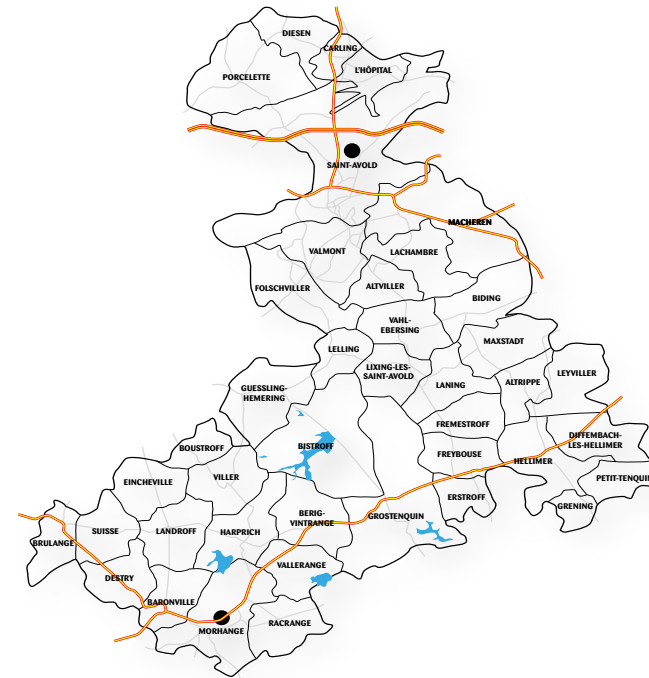 DIESEN
CARLING
PORCELETTE
L'HÔPITAL
SAINT-AVOLD
MACHEREN
VALMONT
LACHAMBRE
FOLSCHVILLER
ALTVILLER
BIDING
VAHL-
EBERSING
MAXSTADT
LELLING
LIXING-LES-
SAINT-AVOLD
LEYVILLER
ALTRIPPE
LANING
GUESSLING-
HEMERING
FREMESTROFF
DIFFEMBACH-
LES-HELLIMER
BISTROFF
BOUSTROFF
FREYBOUSE
HELLIMER
VILLER
EINCHEVILLE
PETIT-TENQUIN
ERSTROFF
GRENING
BERIG-
VINTRANGE
GROSTENQUIN
SUISSE
LANDROFF
HARPRICH
BRULANGE
VALLERANGE
DESTRY
BARONVILLE
RACRANGE
MORHANGE